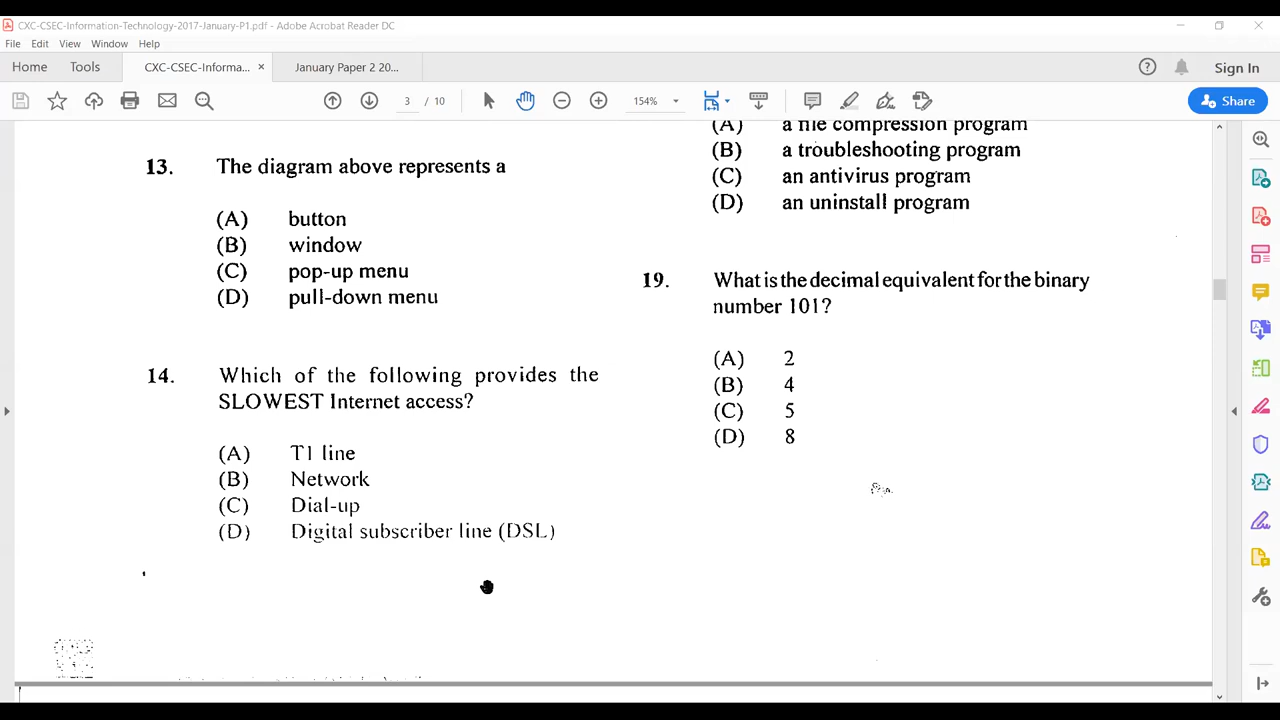 CXC-CSEC-Information-Technology-2017-January-P1.pdf - Adobe Acrobat Reader DC
File Edit View Window Help
Home Tools CXC-CSEC-Informa... × January Paper 2 20... Sign In
3 / 10 154% Share
13. The diagram above represents a
(A) button
(B) window
(C) pop-up menu
(D) pull-down menu
14. Which of the following provides the
SLOWEST Internet access?
(A) T1 line
(B) Network
(C) Dial-up
(D) Digital subscriber line (DSL)
(A) a file compression program
(B) a troubleshooting program
(C) an antivirus program
(D) an uninstall program
19. What is the decimal equivalent for the binary
number 101?
(A) 2
(B) 4
(C) 5
(D) 8